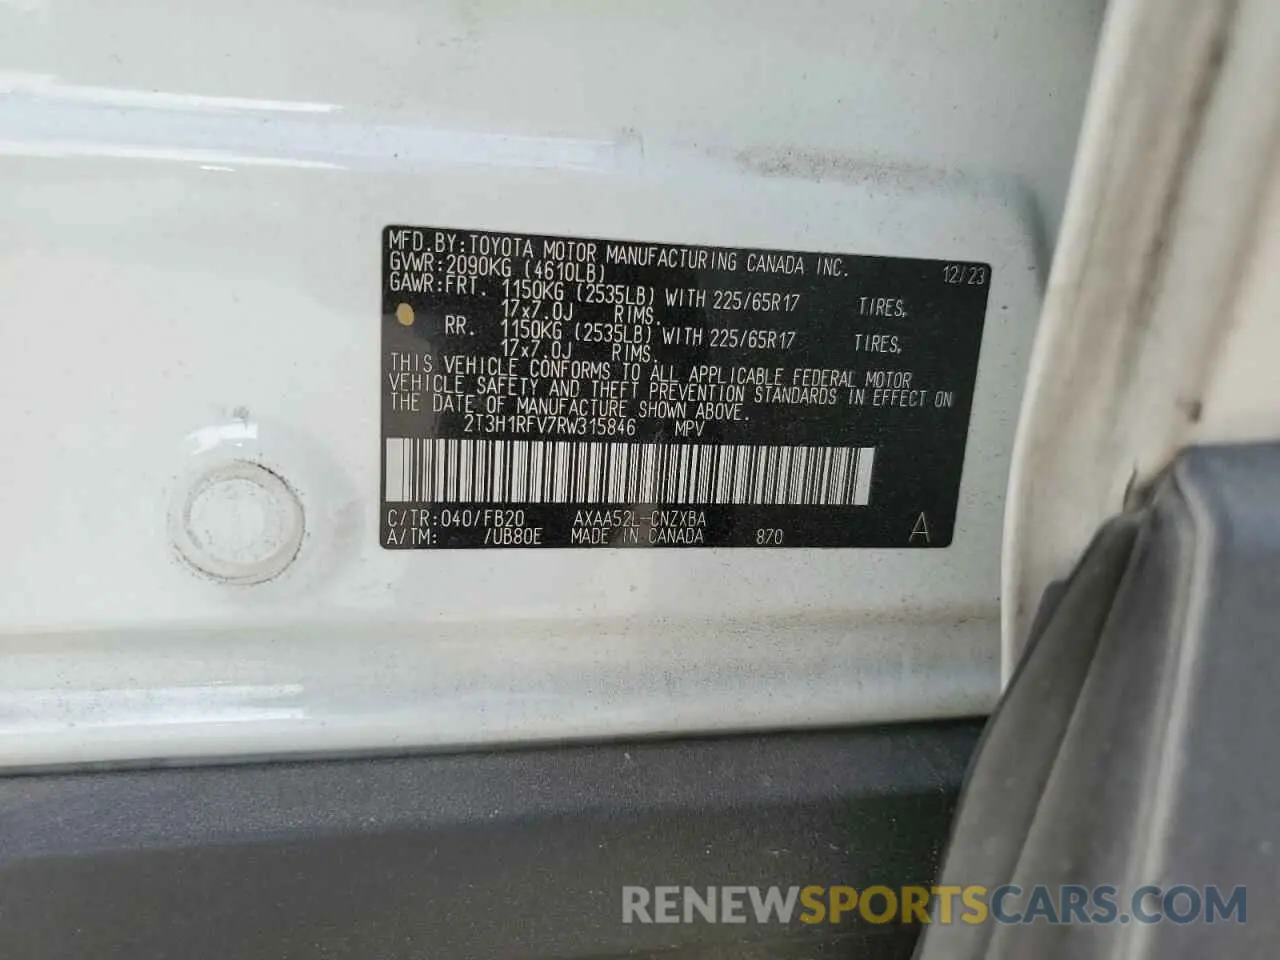 MFD.BY:TOYOTA MOTOR MANUFACTURING CANADA INC. 12/23
GVWR:2090KG (4610LB)
GAWR:FRT. 1150KG (2535LB) WITH 225/65R17 TIRES,
17x7.0J RIMS.
RR. 1150KG (2535LB) WITH 225/65R17 TIRES,
17x7.0J RIMS.
THIS VEHICLE CONFORMS TO ALL APPLICABLE FEDERAL MOTOR
VEHICLE SAFETY AND THEFT PREVENTION STANDARDS IN EFFECT ON
THE DATE OF MANUFACTURE SHOWN ABOVE.
2T3H1RFV7RW315846 MPV
C/TR:040/FB20 AXAA52L-CNZXBA
A/TM: /UB80E MADE IN CANADA 870 A
RENEWSPORTSCARS.COM